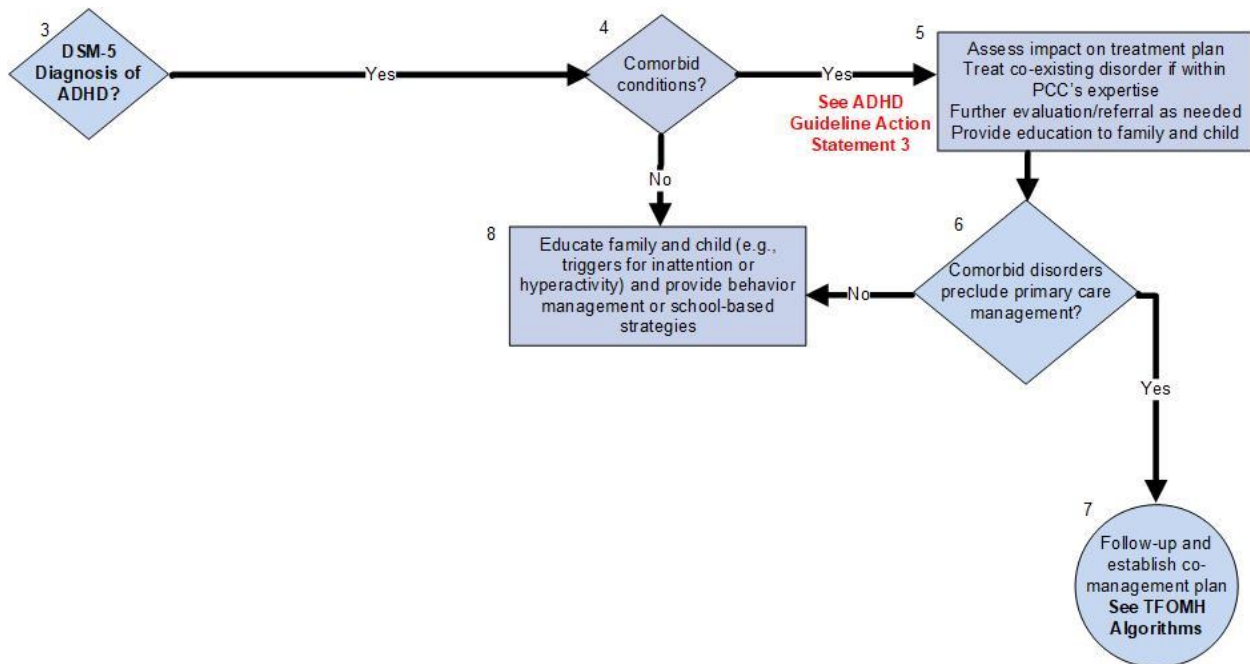 3
DSM-5
Diagnosis of
ADHD?
Yes
4
Comorbid
conditions?
Yes
See ADHD
Guideline Action
Statement 3
5
Assess impact on treatment plan
Treat co-existing disorder if within
PCC's expertise
Further evaluation/referral as needed
Provide education to family and child
No
8
Educate family and child (e.g.,
triggers for inattention or
hyperactivity) and provide behavior
management or school-based
strategies
No
6
Comorbid disorders
preclude primary care
management?
Yes
7
Follow-up and
establish co-
management plan
See TFOMH
Algorithms